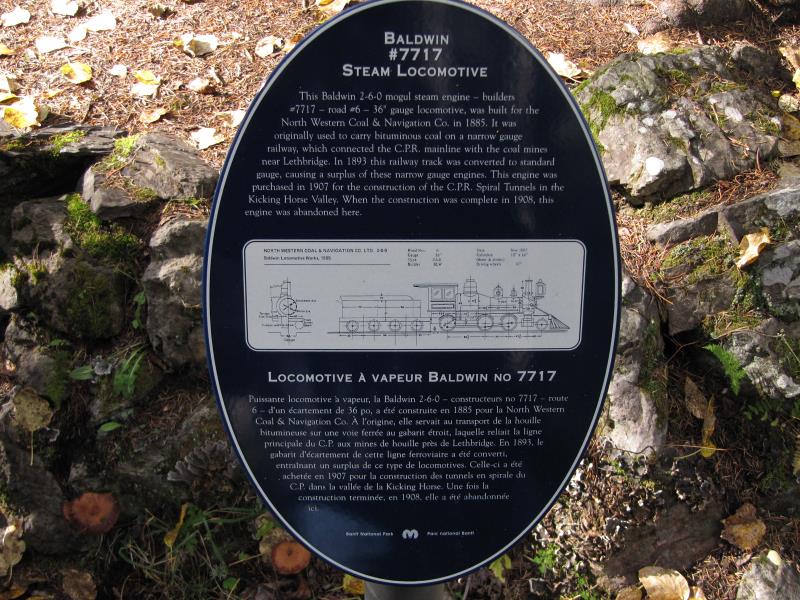 BALDWIN
#7717
STEAM LOCOMOTIVE
This Baldwin 2-6-0 mogul steam engine – builders
#7717 – road #6 – 36" gauge locomotive, was built for the
North Western Coal & Navigation Co. in 1885. It was
originally used to carry bituminous coal on a narrow gauge
railway, which connected the C.P.R. mainline with the coal mines
near Lethbridge. In 1893 this railway track was converted to standard
gauge, causing a surplus of these narrow gauge engines. This engine was
purchased in 1907 for the construction of the C.P.R. Spiral Tunnels in the
Kicking Horse Valley. When the construction was complete in 1908, this
engine was abandoned here.
NORTH WESTERN COAL & NAVIGATION CO. LTD. 2-6-0
Baldwin Locomotive Works, 1885
Gauge 36"
LOCOMOTIVE À VAPEUR BALDWIN NO 7717
Puissante locomotive à vapeur, la Baldwin 2-6-0 – constructeurs no 7717 – route
6 – d'un écartement de 36 po, a été construite en 1885 pour la North Western
Coal & Navigation Co. À l'origine, elle servait au transport de la houille
bitumineuse sur une voie ferrée au gabarit étroit, laquelle reliait la ligne
principale du C.P. aux mines de houille près de Lethbridge. En 1893, le
gabarit d'écartement de cette ligne ferroviaire a été converti,
entraînant un surplus de ce type de locomotives. Celle-ci a été
achetée en 1907 pour la construction des tunnels en spirale du
C.P. dans la vallée de la Kicking Horse. Une fois la
construction terminée, en 1908, elle a été abandonnée
ici.
Banff National Park Parc national Banff